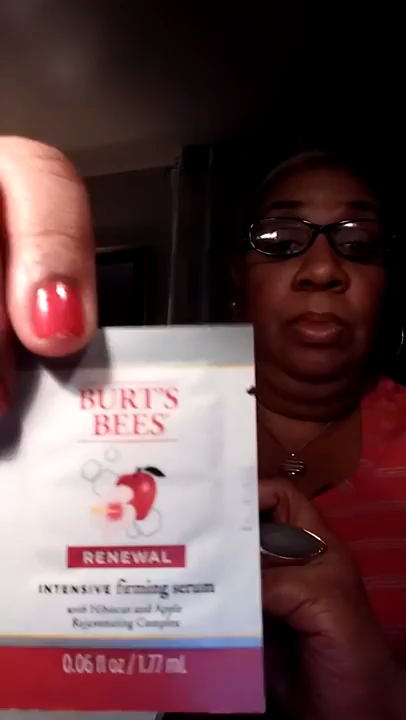 BURT'S
BEES®
RENEWAL
INTENSIVE firming serum
with Hibiscus and Apple
Rejuvenating Complex
0.06 fl oz / 1.77 mL